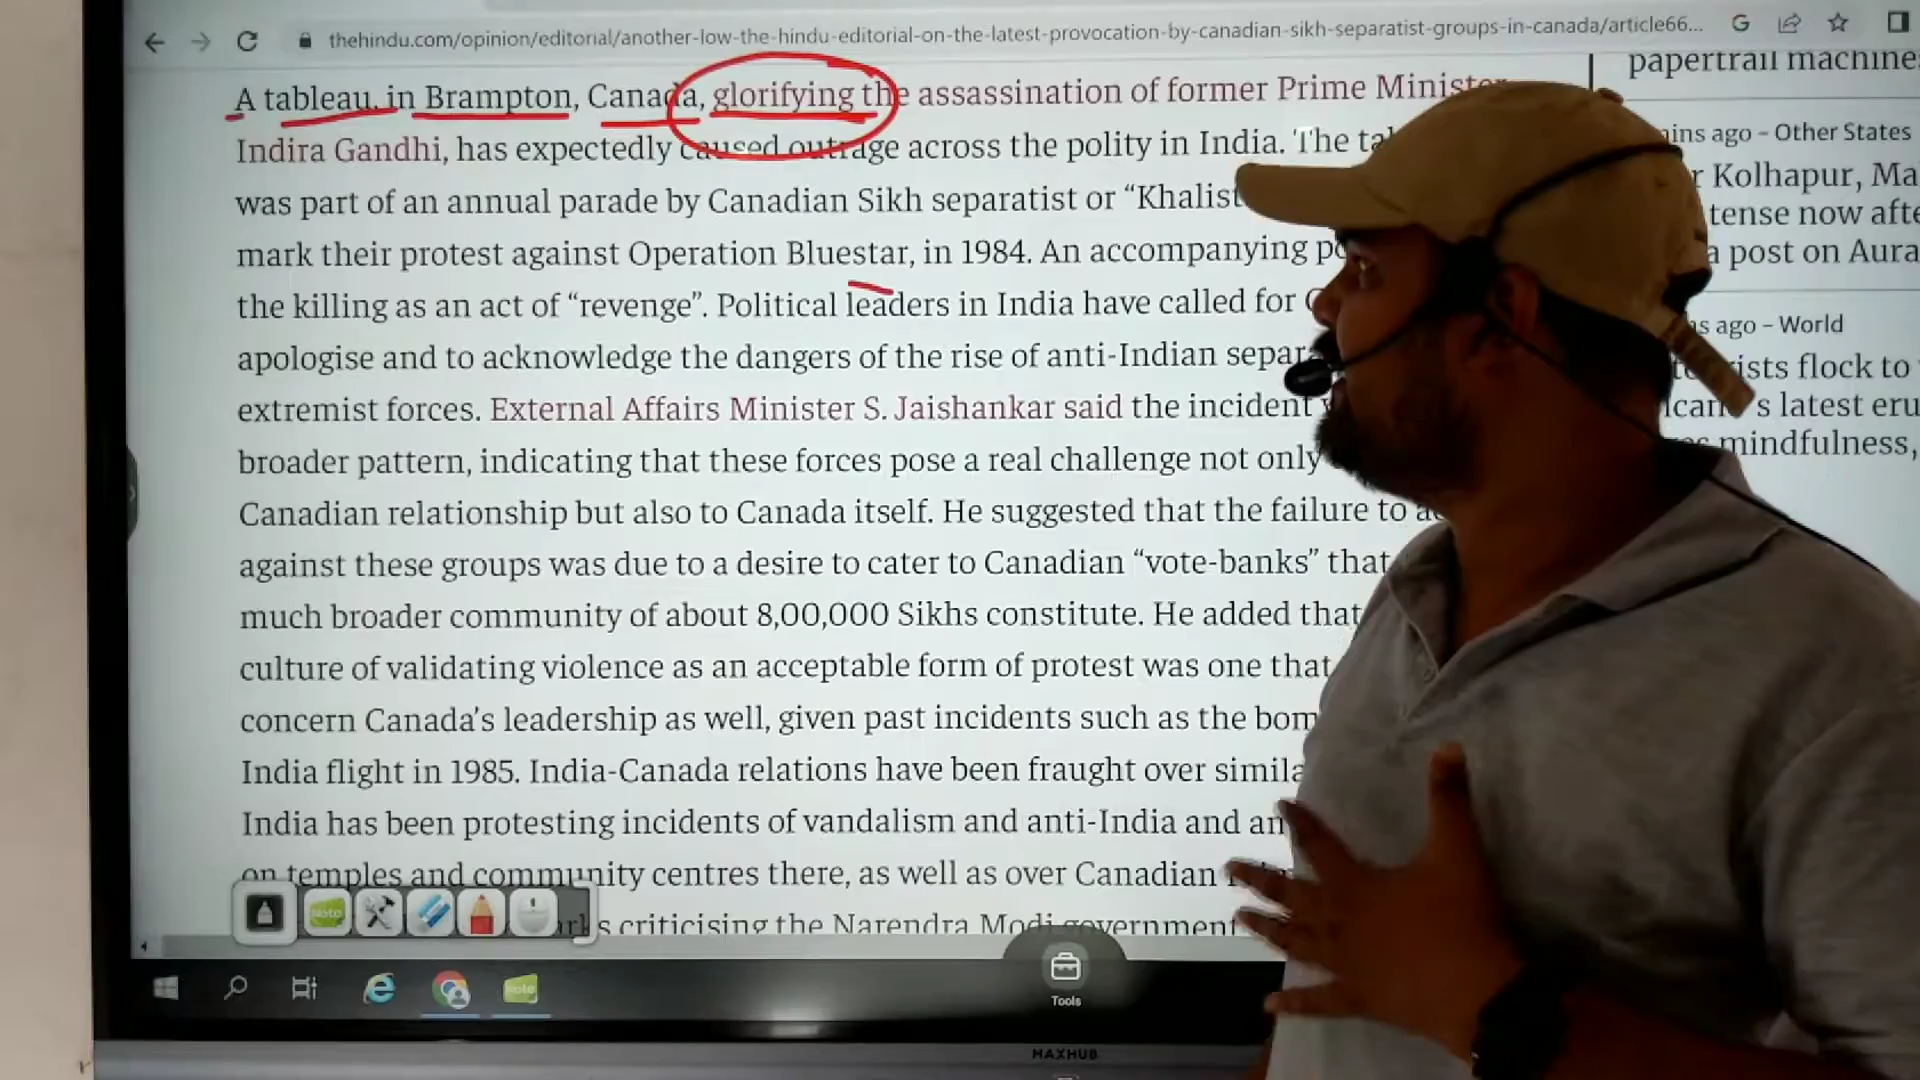 thehindu.com/opinion/editorial/another-low-the-hindu-editorial-on-the-latest-provocation-by-canadian-sikh-separatist-groups-in-canada/article66...
A tableau, in Brampton, Canada, glorifying the assassination of former Prime Minister
Indira Gandhi, has expectedly caused outrage across the polity in India. The
was part of an annual parade by Canadian Sikh separatist or “Khalist
mark their protest against Operation Bluestar, in 1984. An accompanying
the killing as an act of “revenge”. Political leaders in India have called for
apologise and to acknowledge the dangers of the rise of anti-Indian separ
extremist forces. External Affairs Minister S. Jaishankar said the incident
broader pattern, indicating that these forces pose a real challenge not only
Canadian relationship but also to Canada itself. He suggested that the failure to
against these groups was due to a desire to cater to Canadian “vote-banks” that
much broader community of about 8,00,000 Sikhs constitute. He added that
culture of validating violence as an acceptable form of protest was one that
concern Canada’s leadership as well, given past incidents such as the bom
India flight in 1985. India-Canada relations have been fraught over simila
India has been protesting incidents of vandalism and anti-India and an
on temples and community centres there, as well as over Canadian
s criticising the Narendra Modi government
papertrail machine
ins ago – Other States
r Kolhapur, Ma
tense now afte
a post on Aura
s ago – World
ists flock to
s latest eru
mindfulness,
Note
Note
Tools
MAXHUB